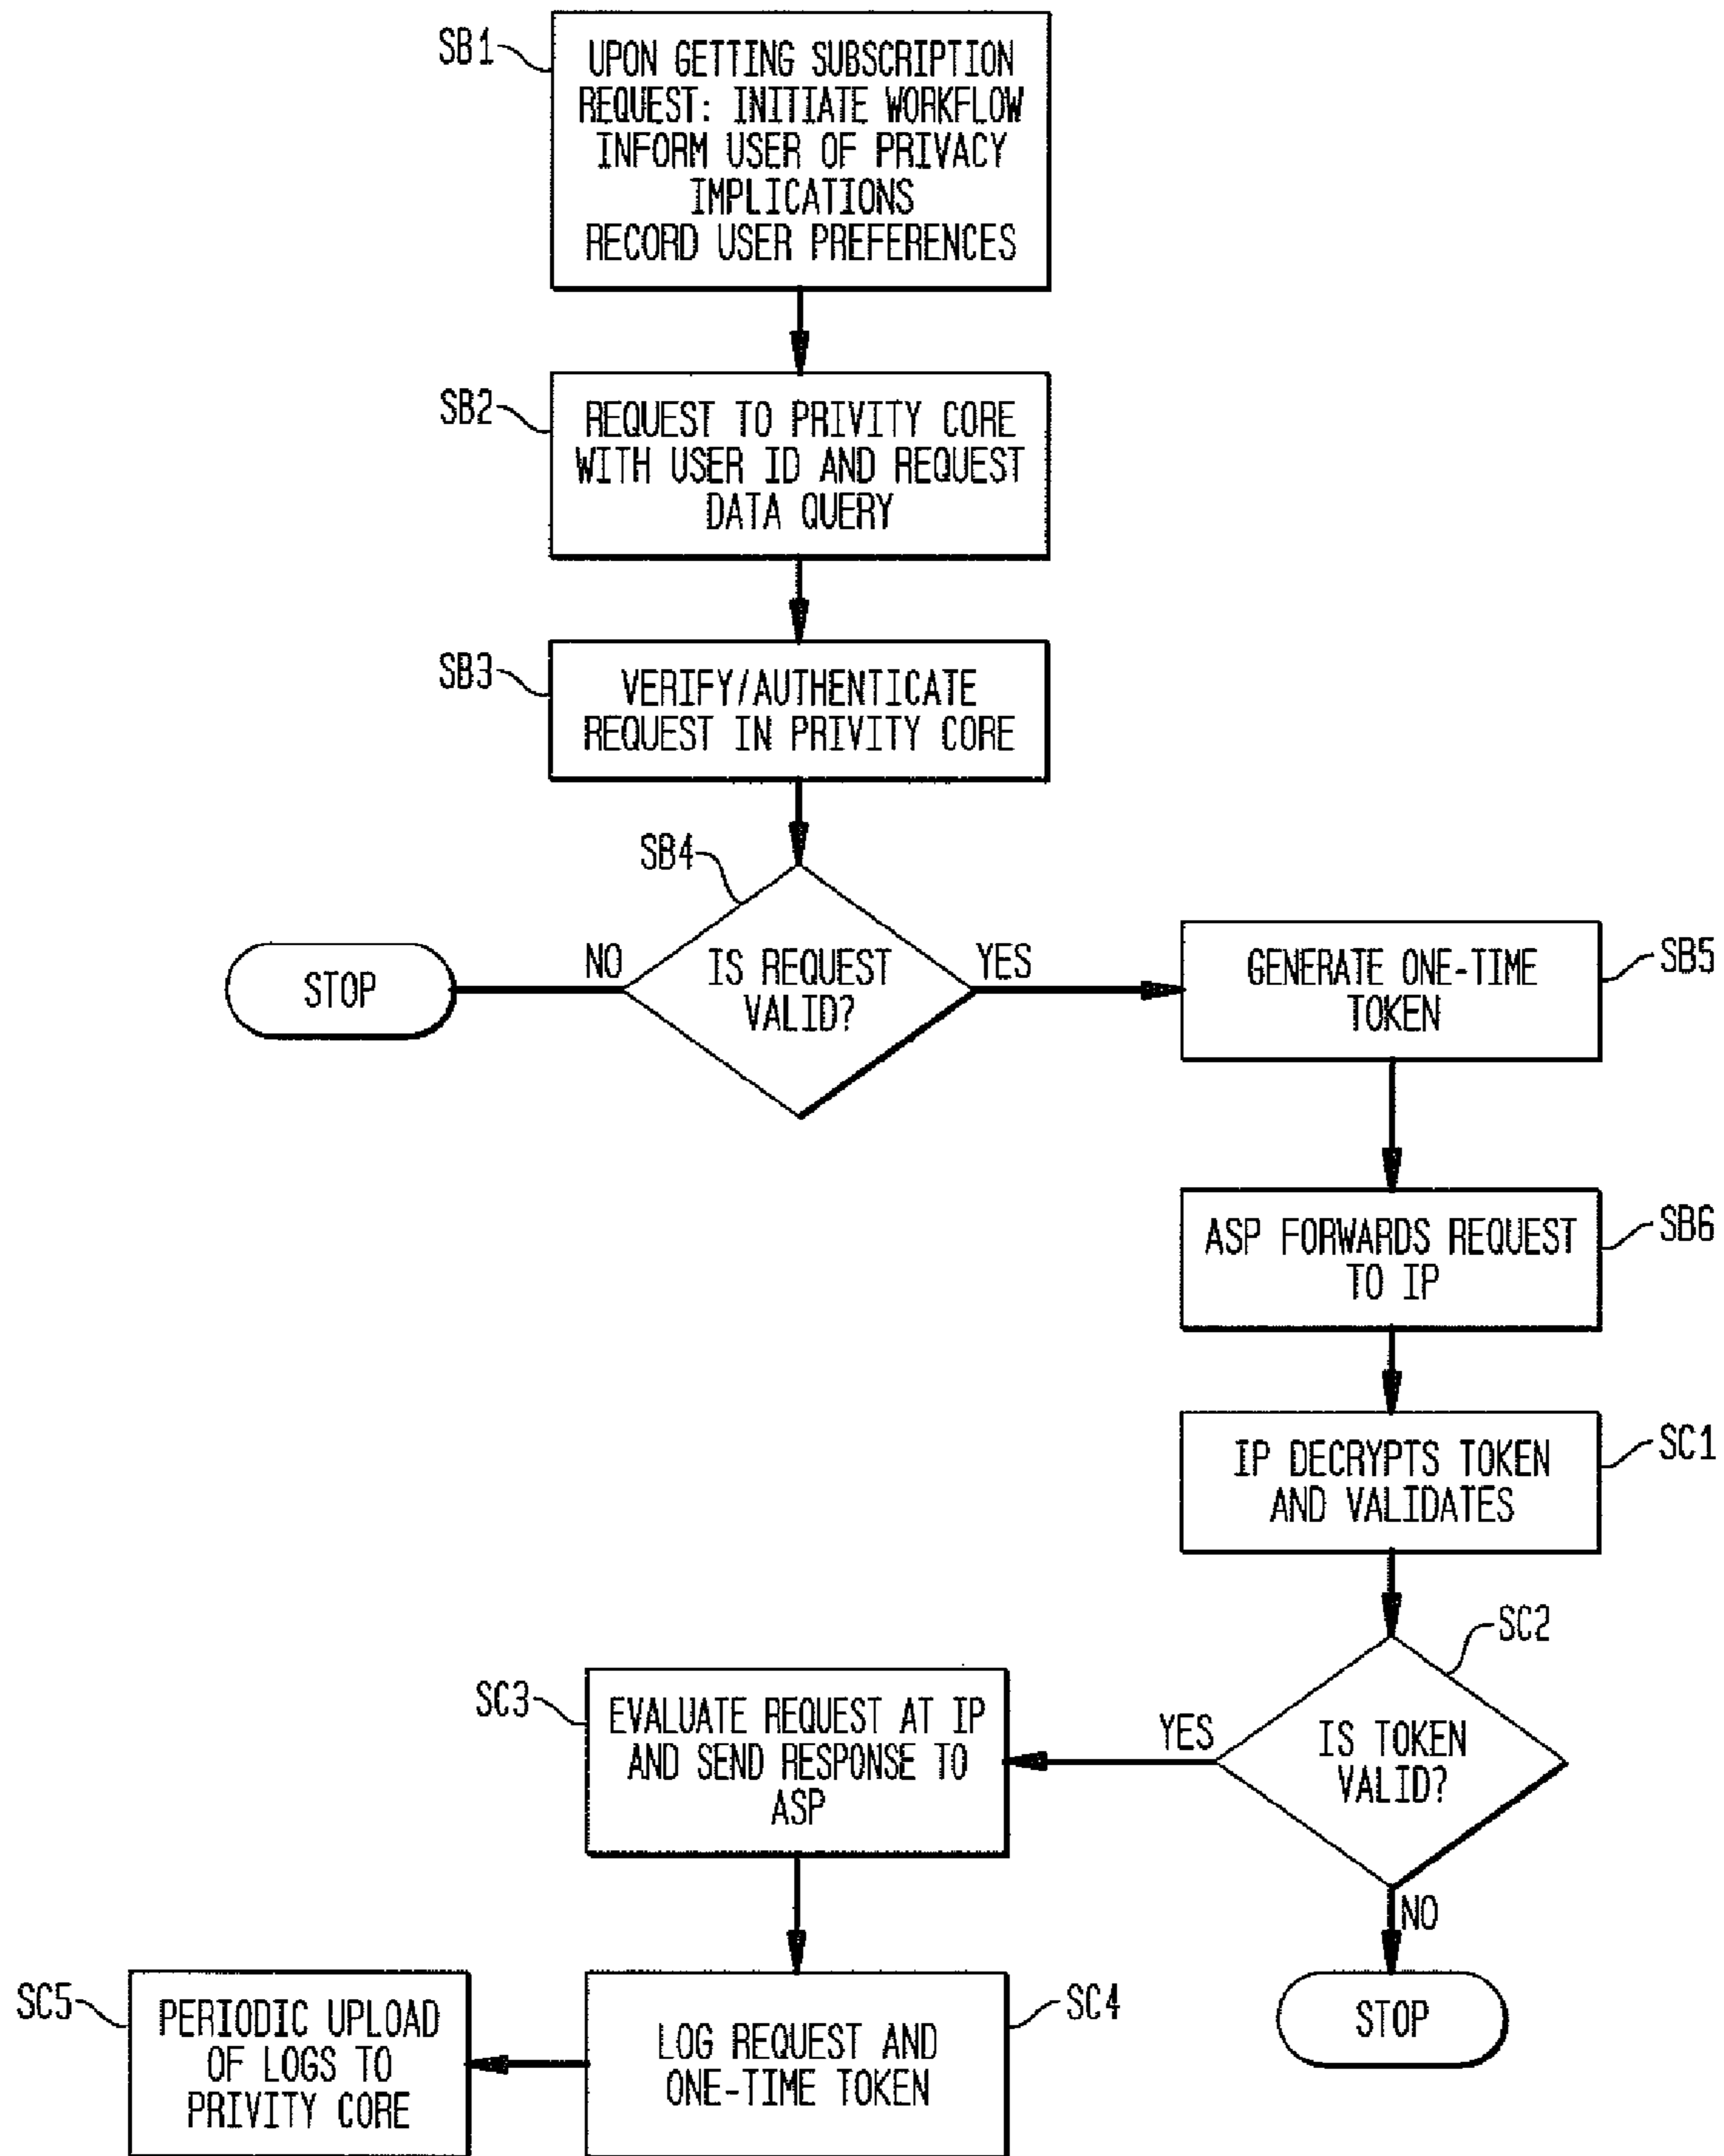 SB1
UPON GETTING SUBSCRIPTION
REQUEST: INITIATE WORKFLOW
INFORM USER OF PRIVACY
IMPLICATIONS
RECORD USER PREFERENCES
SB2
REQUEST TO PRIVITY CORE
WITH USER ID AND REQUEST
DATA QUERY
SB3
VERIFY/AUTHENTICATE
REQUEST IN PRIVITY CORE
SB4
STOP
NO
IS REQUEST
VALID?
YES
GENERATE ONE-TIME
TOKEN
SB5
ASP FORWARDS REQUEST
TO IP
SB6
IP DECRYPTS TOKEN
AND VALIDATES
SC1
SC2
IS TOKEN
VALID?
YES
NO
STOP
SC3
EVALUATE REQUEST AT IP
AND SEND RESPONSE TO
ASP
SC4
LOG REQUEST AND
ONE-TIME TOKEN
SC5
PERIODIC UPLOAD
OF LOGS TO
PRIVITY CORE